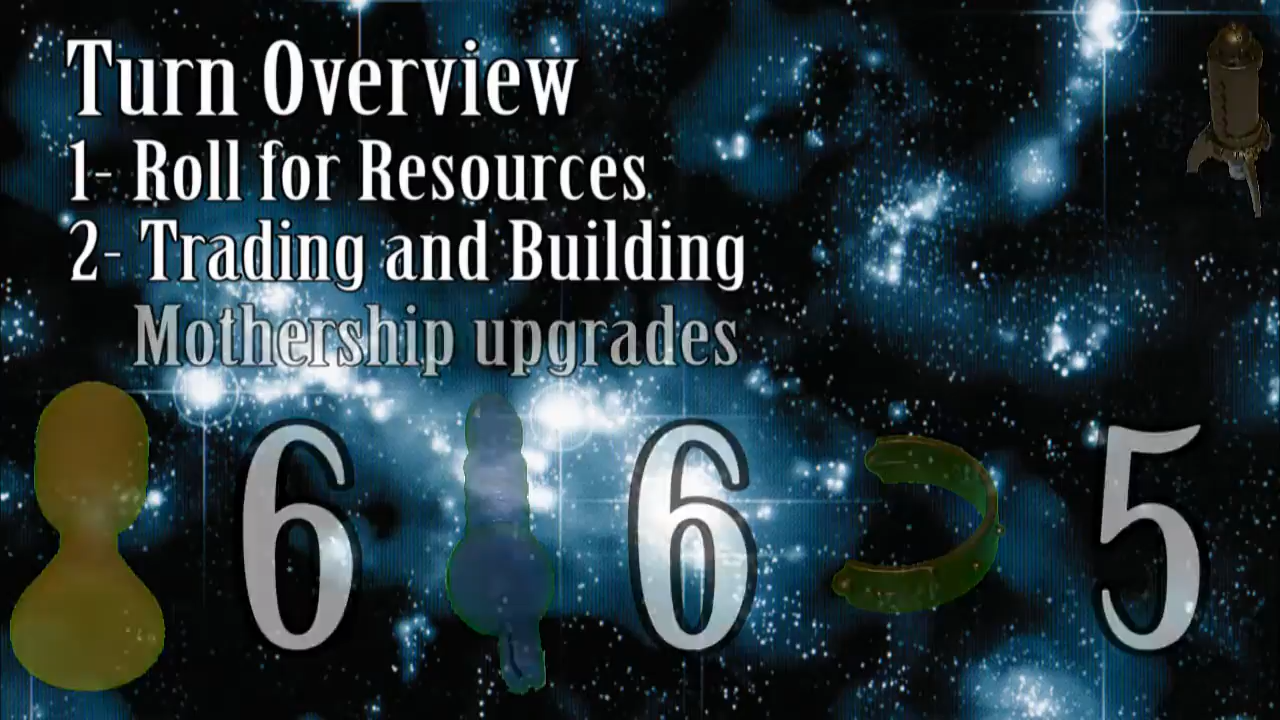 Turn Overview
1- Roll for Resources
2- Trading and Building
Mothership upgrades
6 6 5